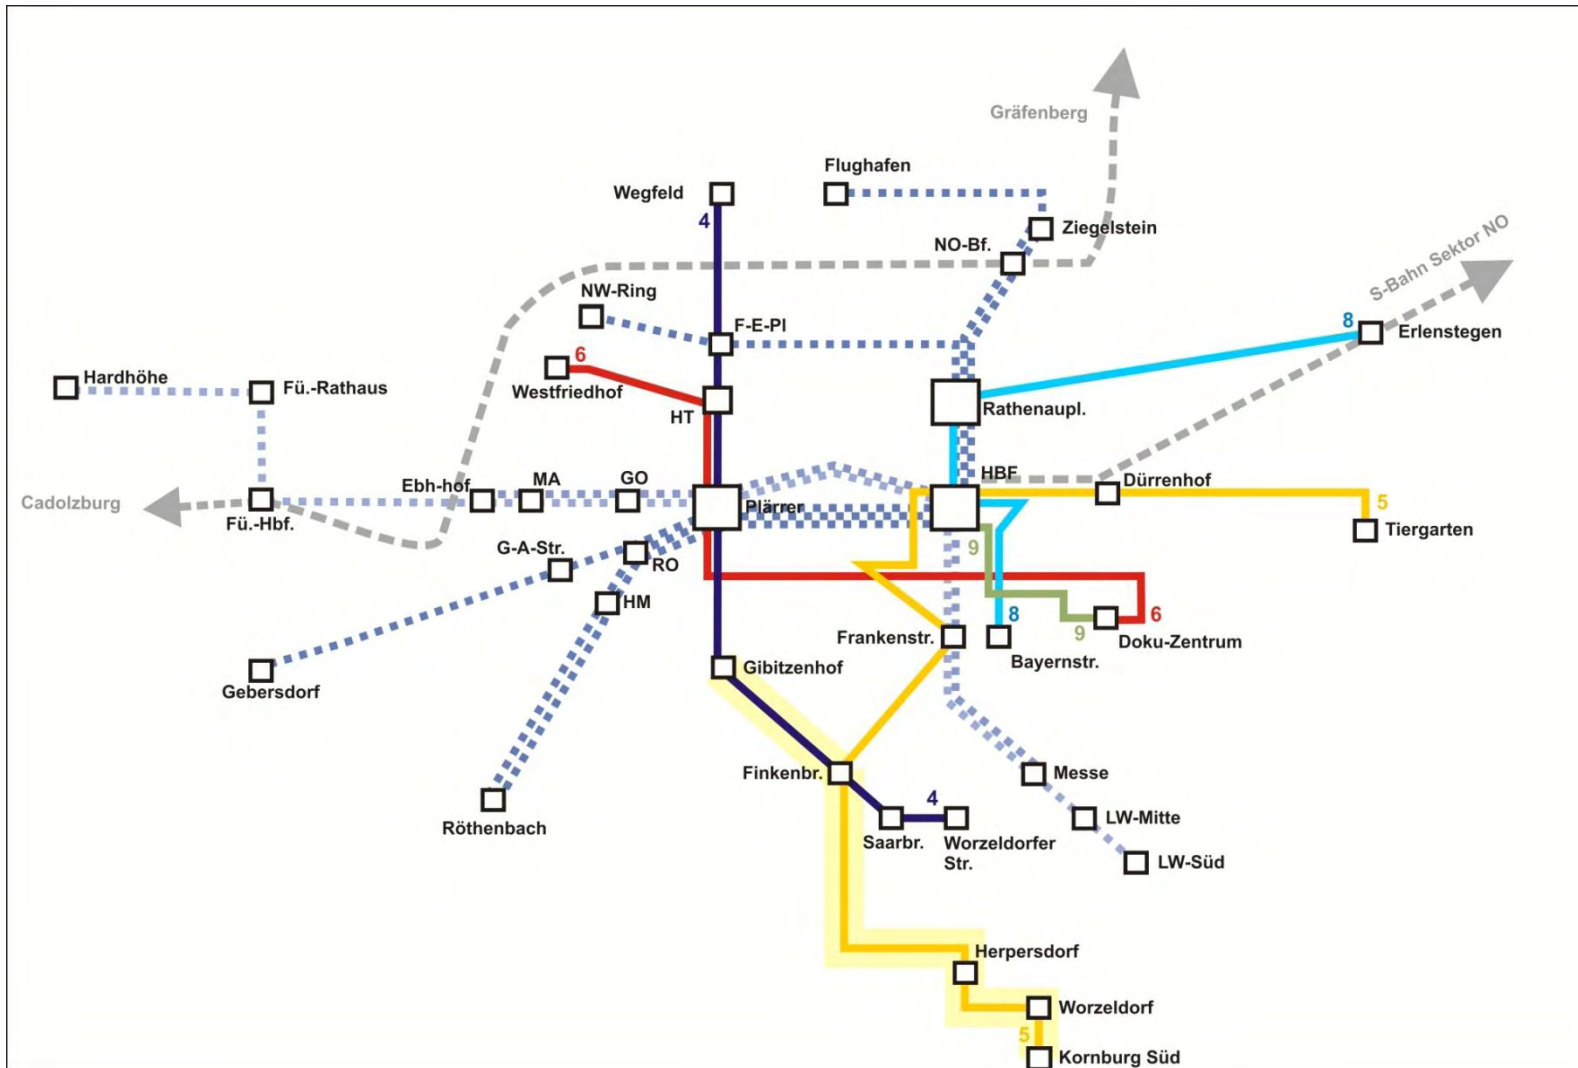 Gräfenberg
Flughafen
Wegfeld
4
Ziegelstein
NO-Bf.
S-Bahn Sektor NO
NW-Ring
F-E-Pl
8
Erlenstegen
6
Hardhöhe
Fü.-Rathaus
Westfriedhof
HT
Rathenaupl.
HBF
Dürrenhof
Ebh-hof
MA
GO
Plärrer
5
Cadolzburg
Fü.-Hbf.
Tiergarten
G-A-Str.
RO
9
HM
8
9
6
Frankenstr.
Bayernstr.
Doku-Zentrum
Gibitzenhof
Gebersdorf
Finkenbr.
Messe
4
Röthenbach
Saarbr.
Worzeldorfer
Str.
LW-Mitte
LW-Süd
Herpersdorf
Worzeldorf
5
Kornburg Süd